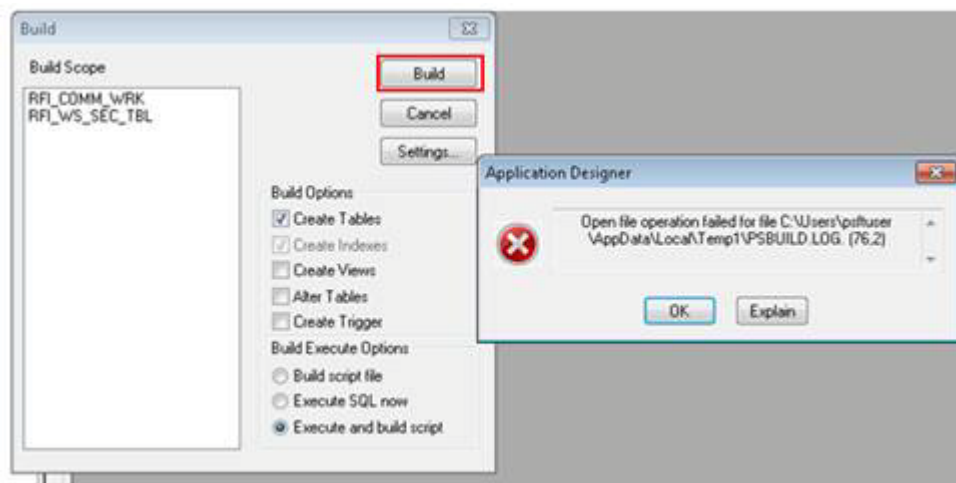 Build
Build Scope
RFI_COMM_WRK
RFI_WS_SEC_TBL
Build
Cancel
Settings...
Build Options
Create Tables
Create Indexes
Create Views
Alter Tables
Create Trigger
Build Execute Options
Build script file
Execute SQL now
Execute and build script
Application Designer
Open file operation failed for file C:\Users\psftuser
\AppData\Local\Temp1\PSBUILD.LOG. (76,2)
OK
Explain